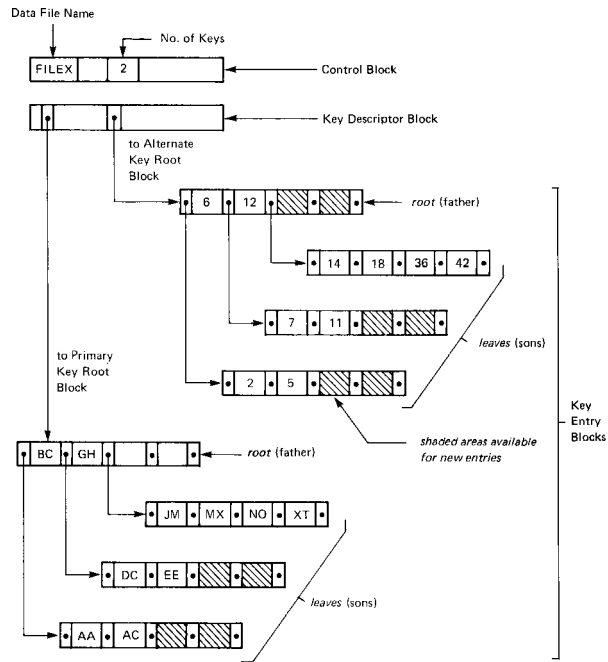 Data File Name
No. of Keys
FILEX 2
Control Block
Key Descriptor Block
to Alternate
Key Root
Block
6 12
root (father)
14 18 36 42
7 11
leaves (sons)
to Primary
Key Root
Block
2 5
Key
Entry
Blocks
shaded areas available
for new entries
BC GH
root (father)
JM MX NO XT
DC EE
leaves (sons)
AA AC